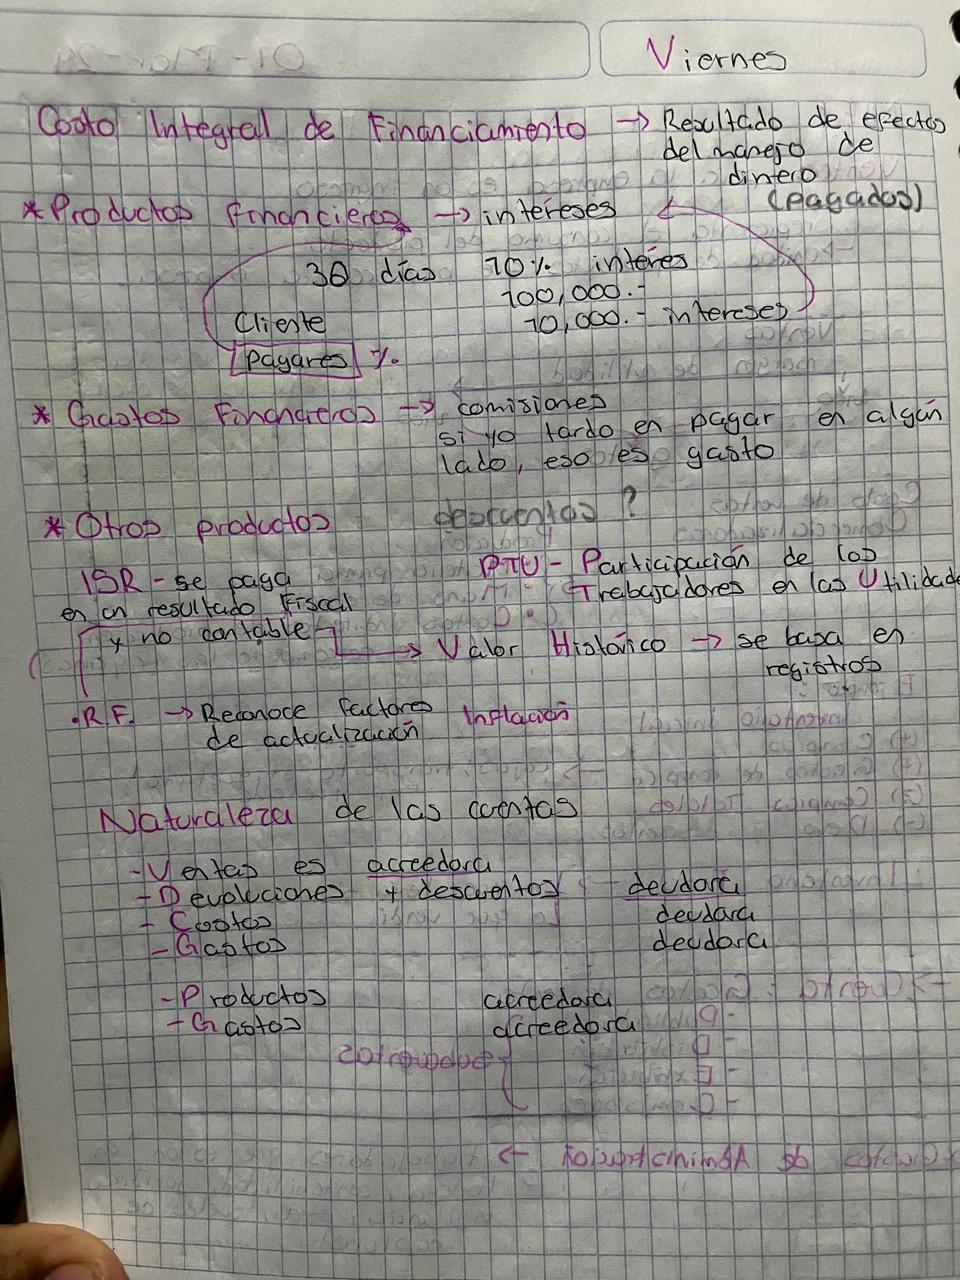 Viernes
Costo Integral de Financiamiento → Resultado de efectos
del manejo de
dinero
(pagados)
* Productos financieros → intereses
30 días 10% interés
100,000.-
Cliente 10,000.- intereses
Pagares %
* Gastos Financieros → comisiones
si yo tardo en pagar en algún
lado, eso es gasto
* Otros productos descuentos ?
ISR - se paga PTU - Participación de los
en un resultado Fiscal Trabajadores en las Utilidade
y no contable → Valor Histórico → se basa en
registros
.R.F. → Reconoce factores Inflación
de actualización
Naturaleza de las cuentas
- Ventas es acreedora
- Devoluciones y descuentos deudora
- Costos deudora
- Gastos deudora
- Productos acreedora
- Gastos acreedora